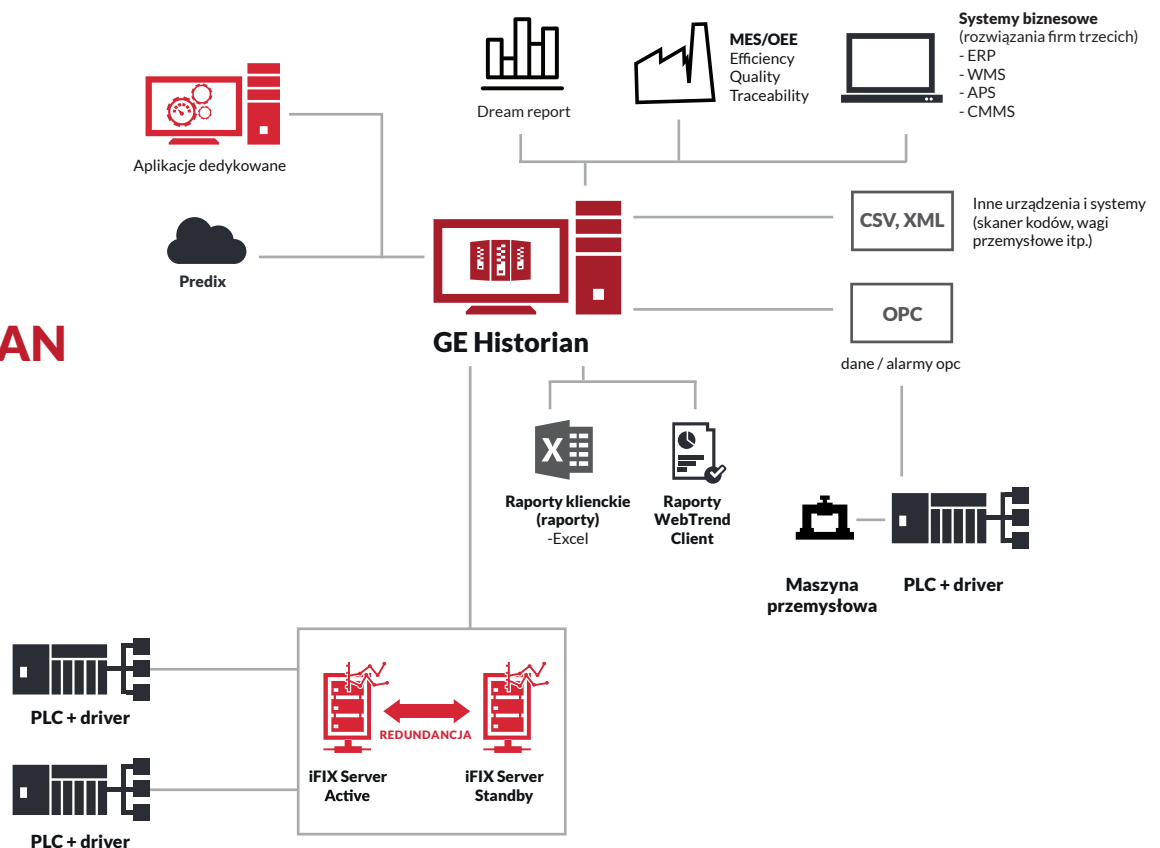 Dream report
MES/OEE
Efficiency
Quality
Traceability
Systemy biznesowe
(rozwiązania firm trzecich)
- ERP
- WMS
- APS
- CMMS
Aplikacje dedykowane
Predix
AN
GE Historian
CSV, XML
Inne urządzenia i systemy
(skaner kodów, wagi
przemysłowe itp.)
OPC
dane / alarmy opc
X
Raporty klienckie
(raporty)
-Excel
Raporty
WebTrend
Client
Maszyna
przemysłowa
PLC + driver
PLC + driver
PLC + driver
REDUNDANCJA
iFIX Server
Active
iFIX Server
Standby